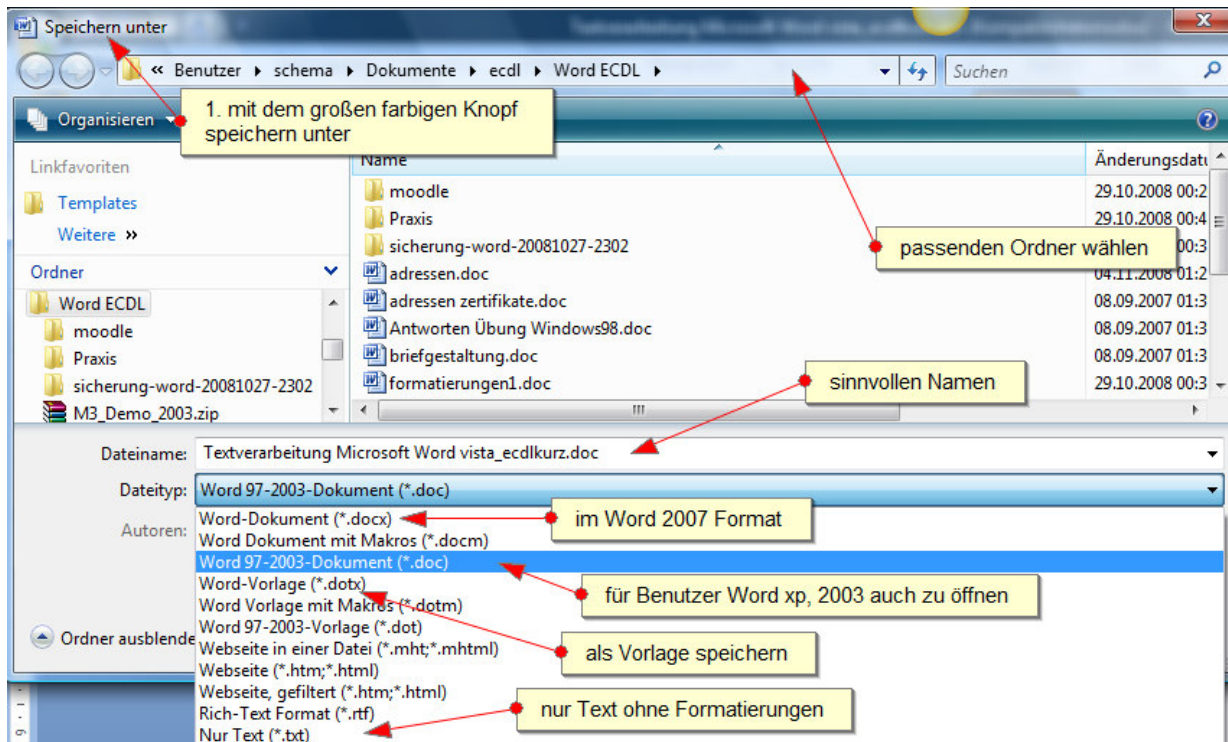 Speichern unter
« Benutzer ▸ schema ▸ Dokumente ▸ ecdl ▸ Word ECDL ▸
Suchen
Organisieren
1. mit dem großen farbigen Knopf
speichern unter
Linkfavoriten
Templates
Weitere »
Ordner
Word ECDL
moodle
Praxis
sicherung-word-20081027-2302
M3_Demo_2003.zip
Name
Änderungsdatu
moodle
29.10.2008 00:2
Praxis
29.10.2008 00:4
sicherung-word-20081027-2302
00:3
passenden Ordner wählen
adressen.doc
04.11.2008 01:2
adressen zertifikate.doc
08.09.2007 01:3
Antworten Übung Windows98.doc
08.09.2007 01:3
briefgestaltung.doc
08.09.2007 01:3
formatierungen1.doc
29.10.2008 00:3
sinnvollen Namen
Dateiname: Textverarbeitung Microsoft Word vista_ecdlkurz.doc
Dateityp: Word 97-2003-Dokument (*.doc)
Autoren:
Word-Dokument (*.docx)
im Word 2007 Format
Word Dokument mit Makros (*.docm)
Word 97-2003-Dokument (*.doc)
Word-Vorlage (*.dotx)
für Benutzer Word xp, 2003 auch zu öffnen
Word Vorlage mit Makros (*.dotm)
Word 97-2003-Vorlage (*.dot)
Ordner ausblende
Webseite in einer Datei (*.mht;*.mhtml)
als Vorlage speichern
Webseite (*.htm;*.html)
Webseite, gefiltert (*.htm;*.html)
Rich-Text Format (*.rtf)
nur Text ohne Formatierungen
Nur Text (*.txt)